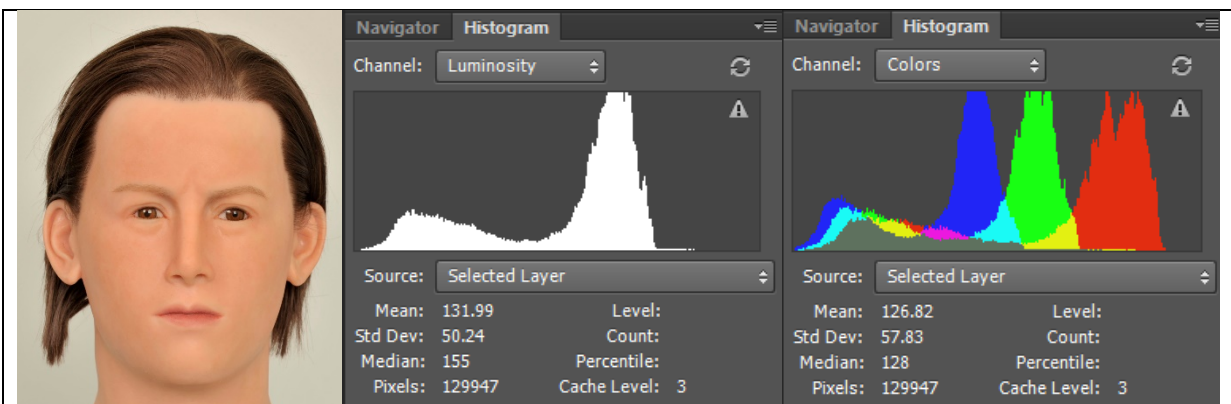 Navigator Histogram
Channel: Luminosity
Source: Selected Layer
Mean: 131.99 Level:
Std Dev: 50.24 Count:
Median: 155 Percentile:
Pixels: 129947 Cache Level: 3
Navigator Histogram
Channel: Colors
Source: Selected Layer
Mean: 126.82 Level:
Std Dev: 57.83 Count:
Median: 128 Percentile:
Pixels: 129947 Cache Level: 3